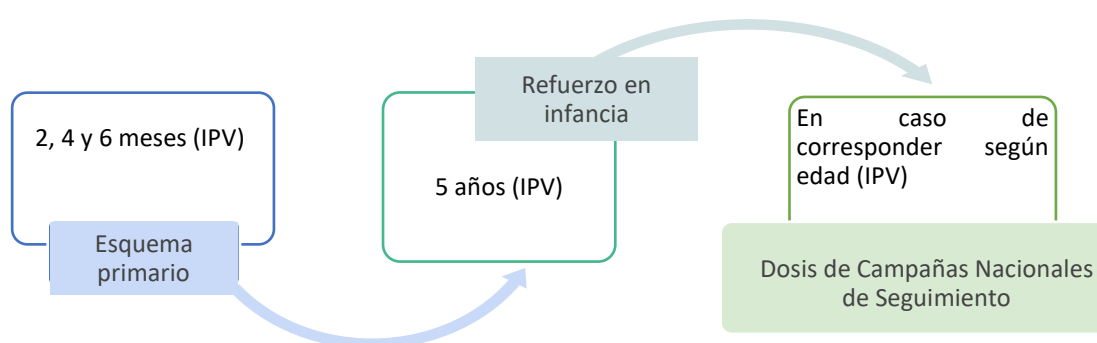 2, 4 y 6 meses (IPV)
Esquema
primario
Refuerzo en
infancia
5 años (IPV)
En caso de
corresponder según
edad (IPV)
Dosis de Campañas Nacionales
de Seguimiento